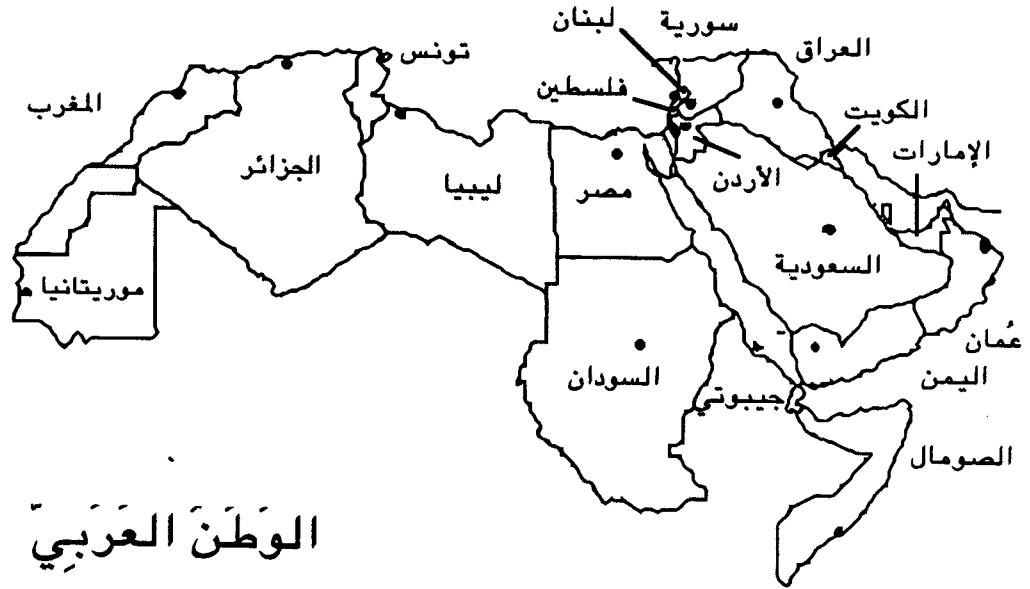 لبنان
سورية
العراق
تونس
فلسطين
المغرب
الكويت
الإمارات
الجزائر
ليبيا
مصر
الأردن
السعودية
موريتانيا
عُمان
السودان
اليمن
جيبوتي
الصومال
الوَطَنَ العَرَبِيّ